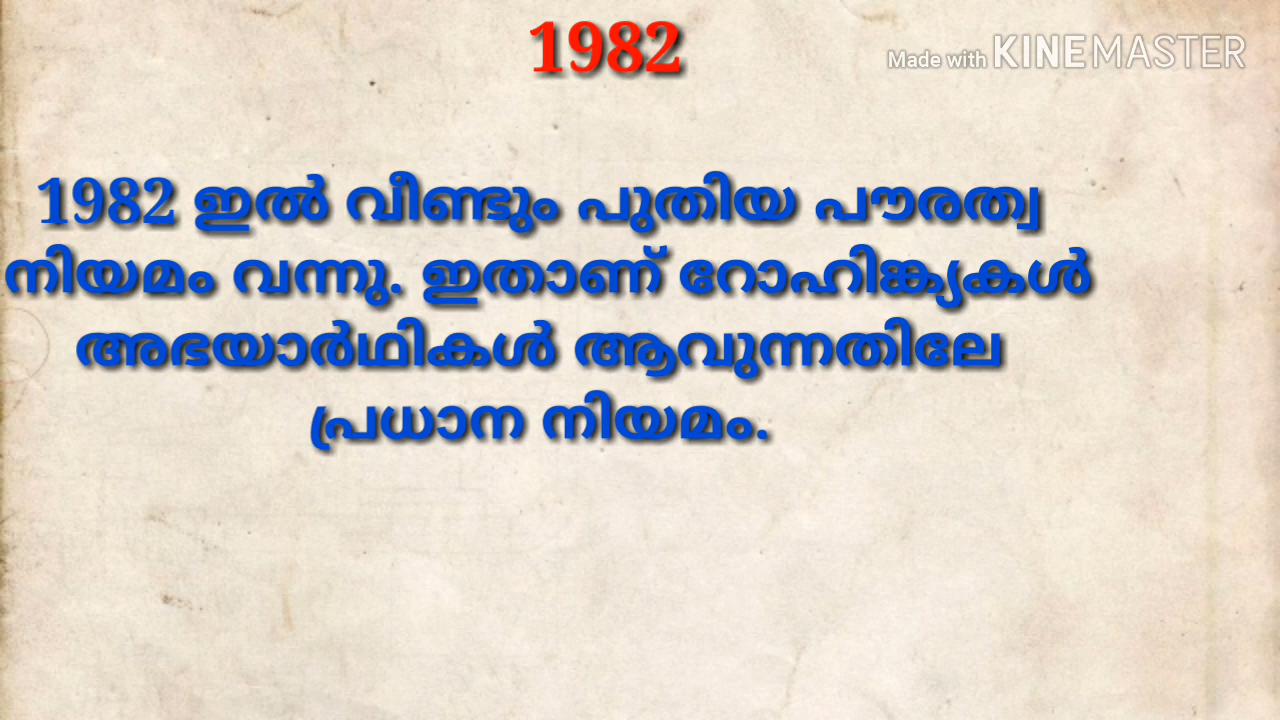 1982
Made with KINEMASTER
1982 ഇൽ വീണ്ടും പുതിയ പൗരത്വ
നിയമം വന്നു. ഇതാണ് റോഹിങ്ക്യകൾ
അഭയാർഥികൾ ആവുന്നതിലേ
പ്രധാന നിയമം.